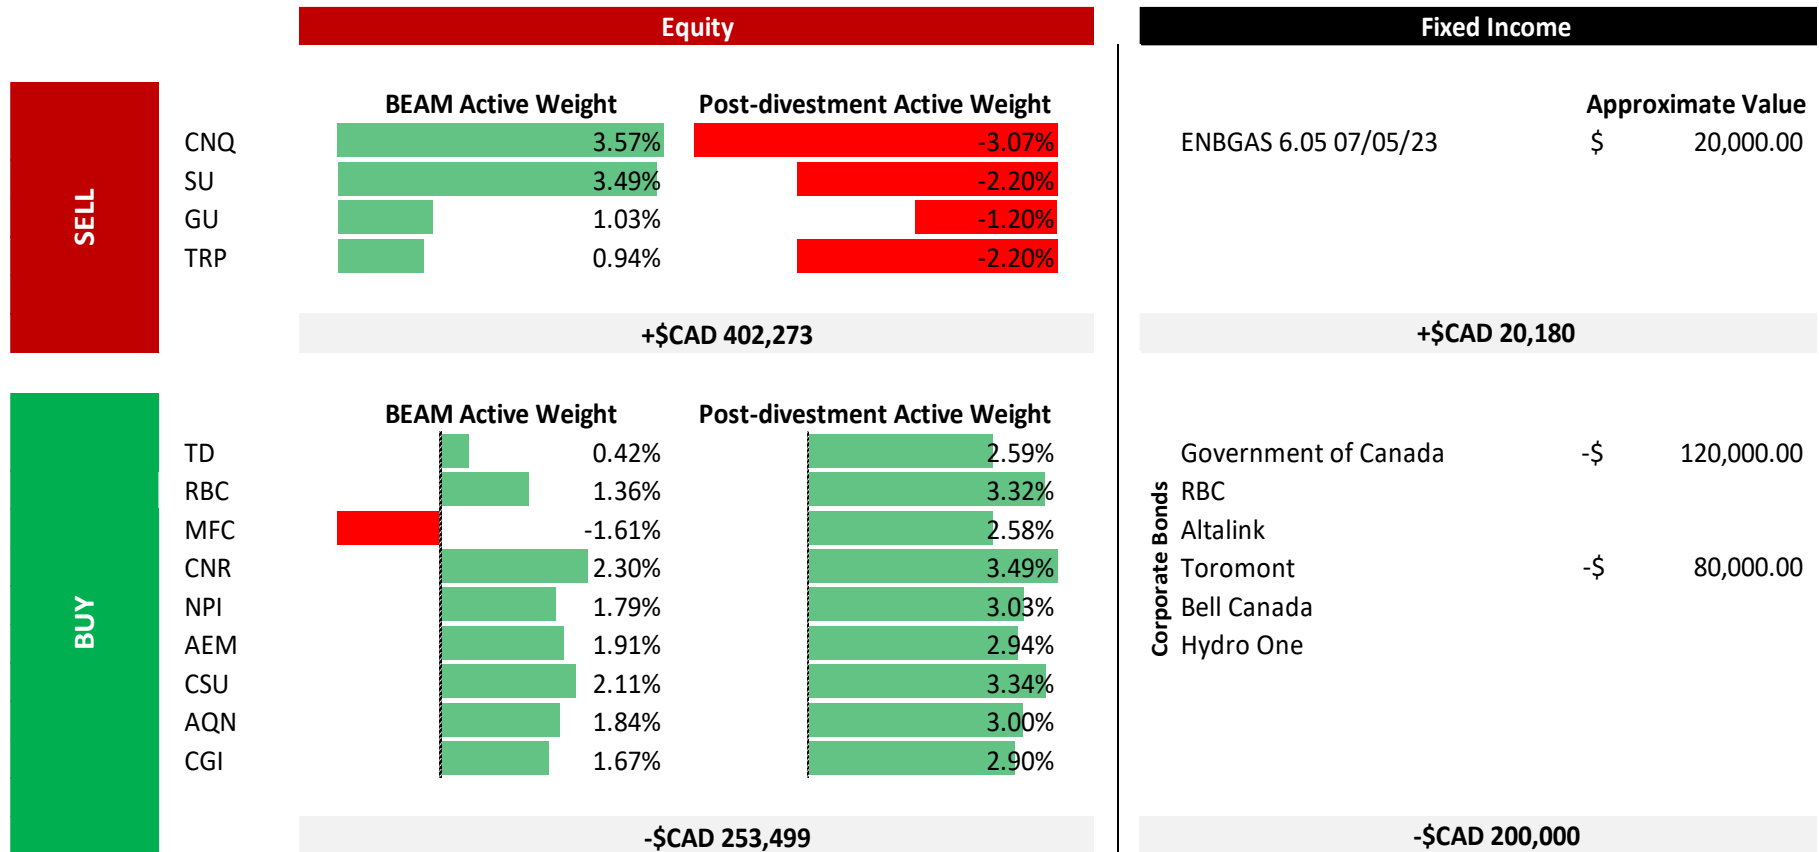 Equity
Fixed Income
SELL
BEAM Active Weight Post-divestment Active Weight
Approximate Value
CNQ 3.57% -3.07%
ENBGAS 6.05 07/05/23 $ 20,000.00
SU 3.49% -2.20%
GU 1.03% -1.20%
TRP 0.94% -2.20%
+$CAD 402,273
+$CAD 20,180
BUY
BEAM Active Weight Post-divestment Active Weight
TD 0.42% 2.59%
RBC 1.36% 3.32%
MFC -1.61% 2.58%
CNR 2.30% 3.49%
NPI 1.79% 3.03%
AEM 1.91% 2.94%
CSU 2.11% 3.34%
AQN 1.84% 3.00%
CGI 1.67% 2.90%
Government of Canada -$ 120,000.00
Corporate Bonds
RBC
Altalink
Toromont -$ 80,000.00
Bell Canada
Hydro One
-$CAD 253,499
-$CAD 200,000